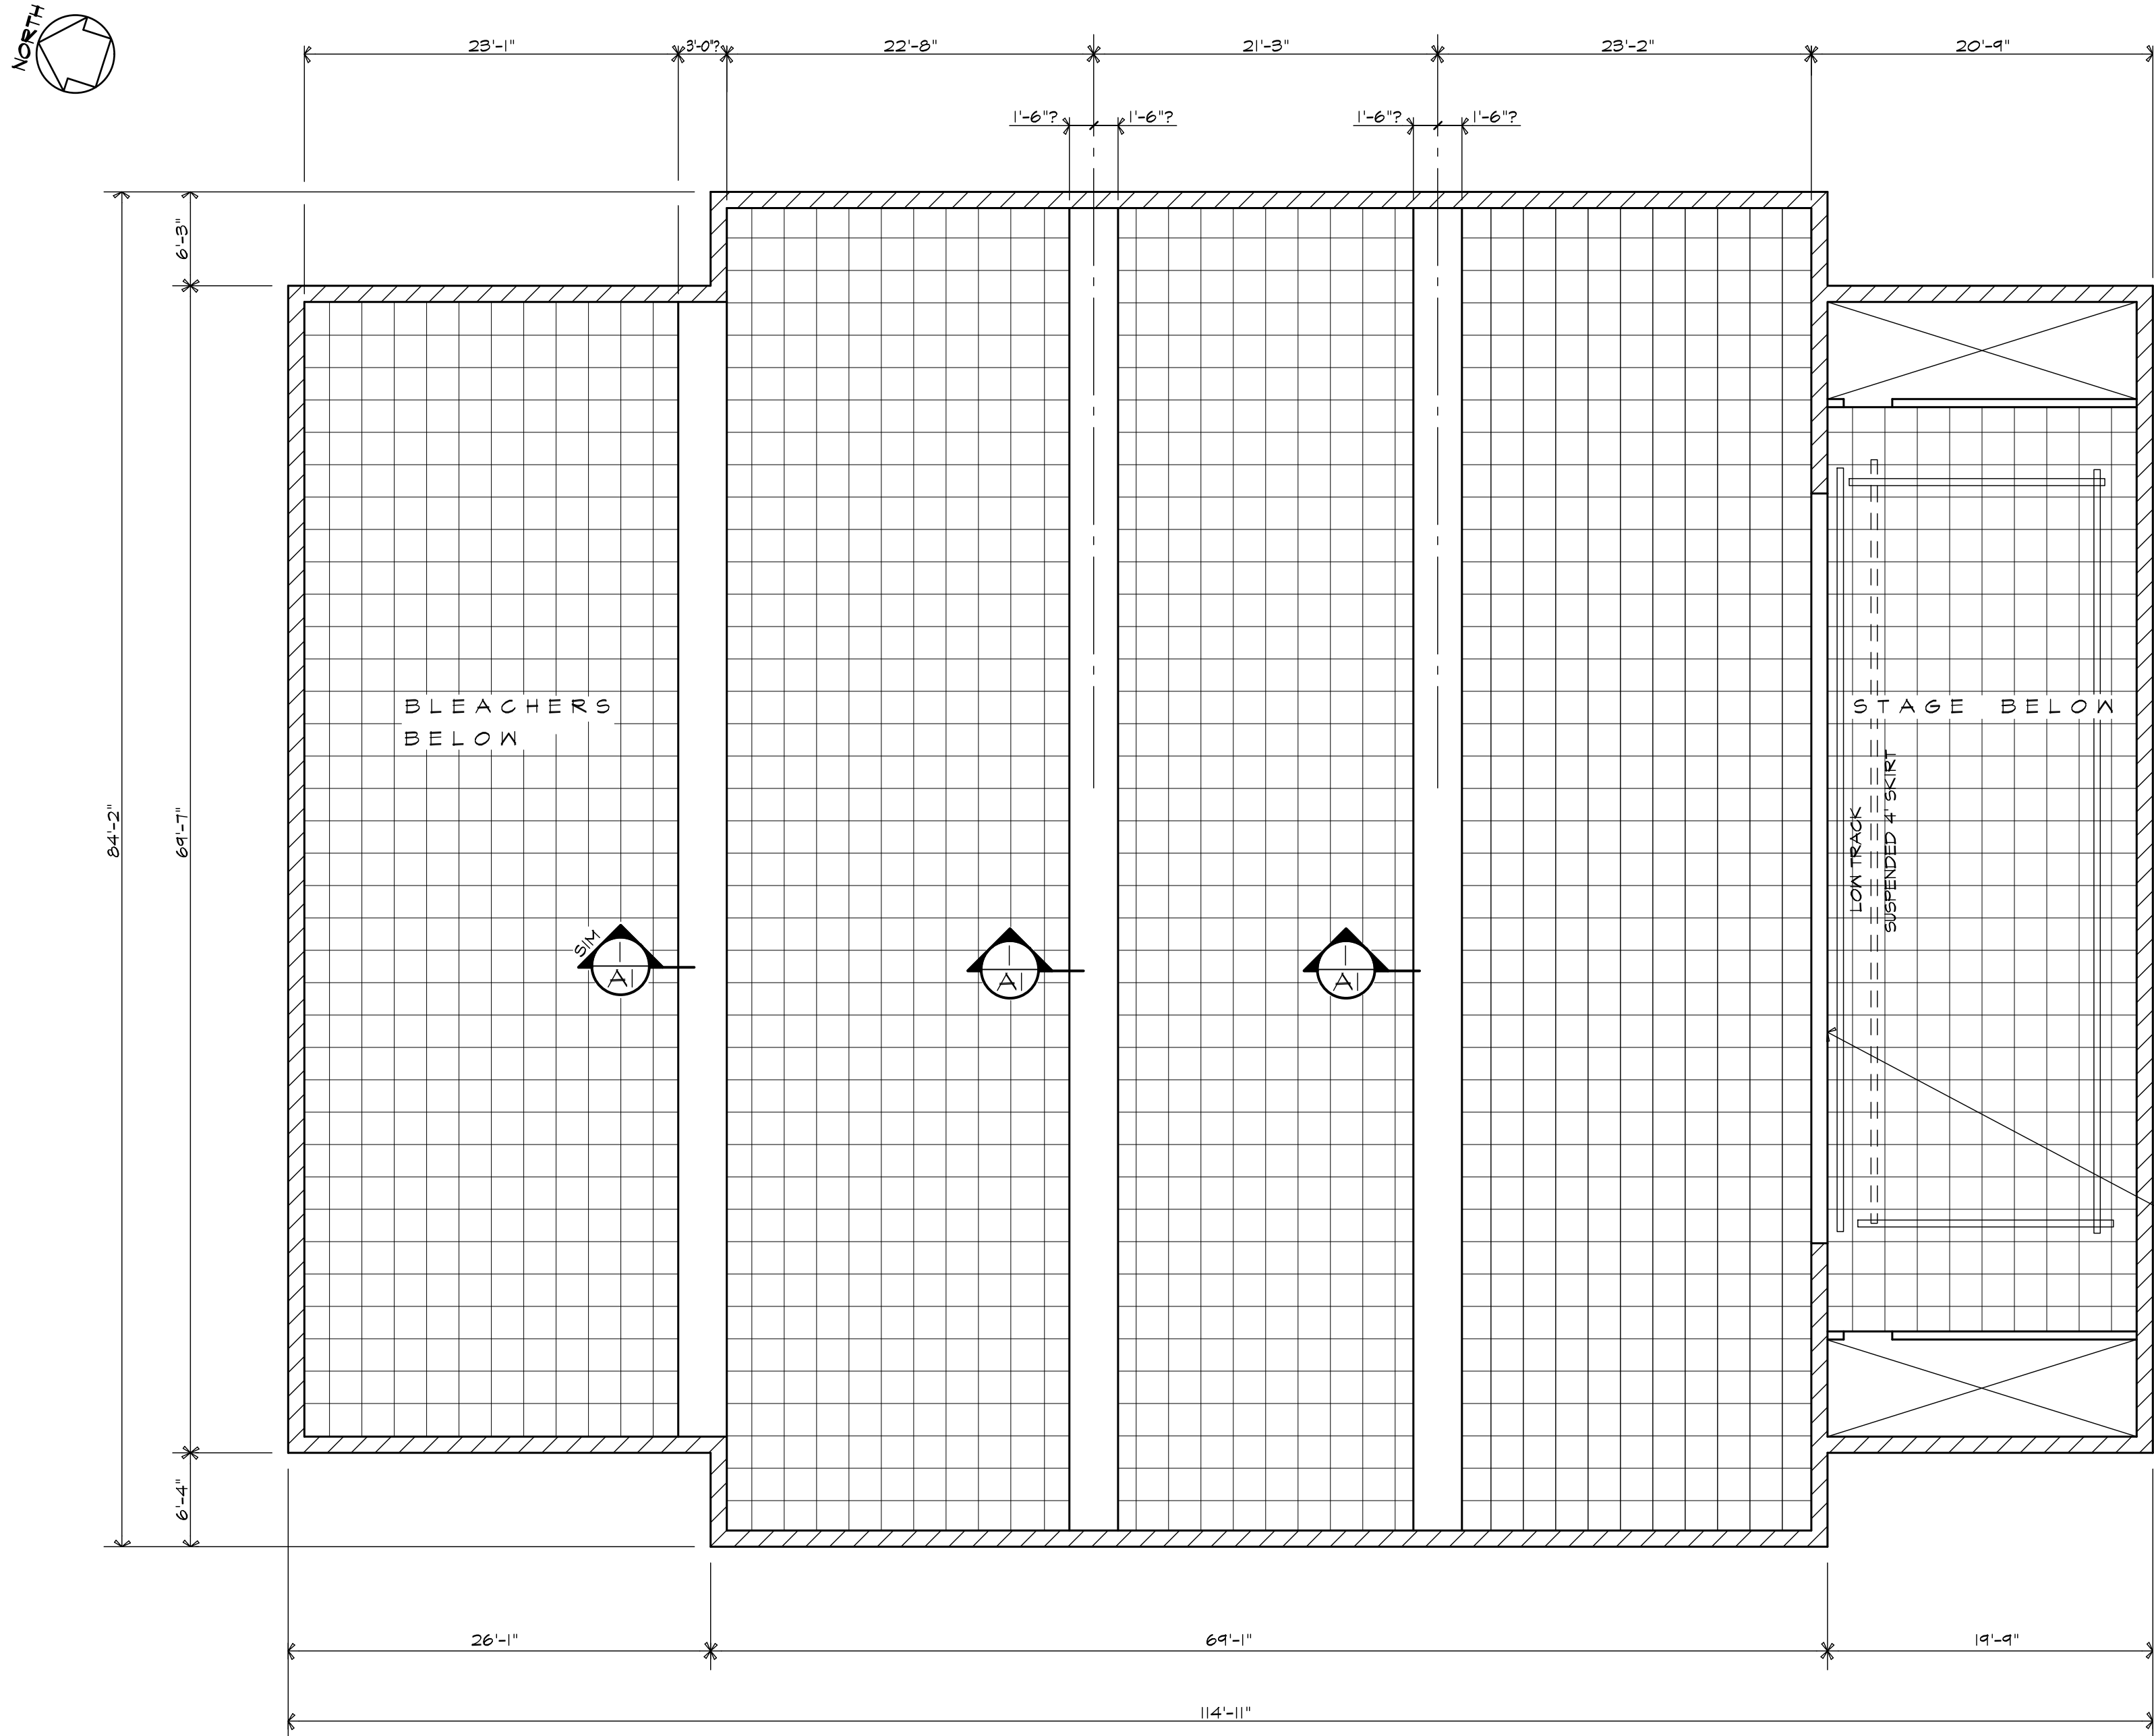 NORTH
23'-1"
3'-0"?
22'-8"
21'-3"
23'-2"
20'-9"
1'-6"?
1'-6"?
1'-6"?
1'-6"?
6'-3"
84'-2"
69'-7"
6'-4"
BLEACHERS
BELOW
STAGE BELOW
LOW TRACK
SUSPENDED 4' SKIRT
SIM
1
A1
1
A1
1
A1
26'-1"
69'-1"
19'-9"
114'-11"